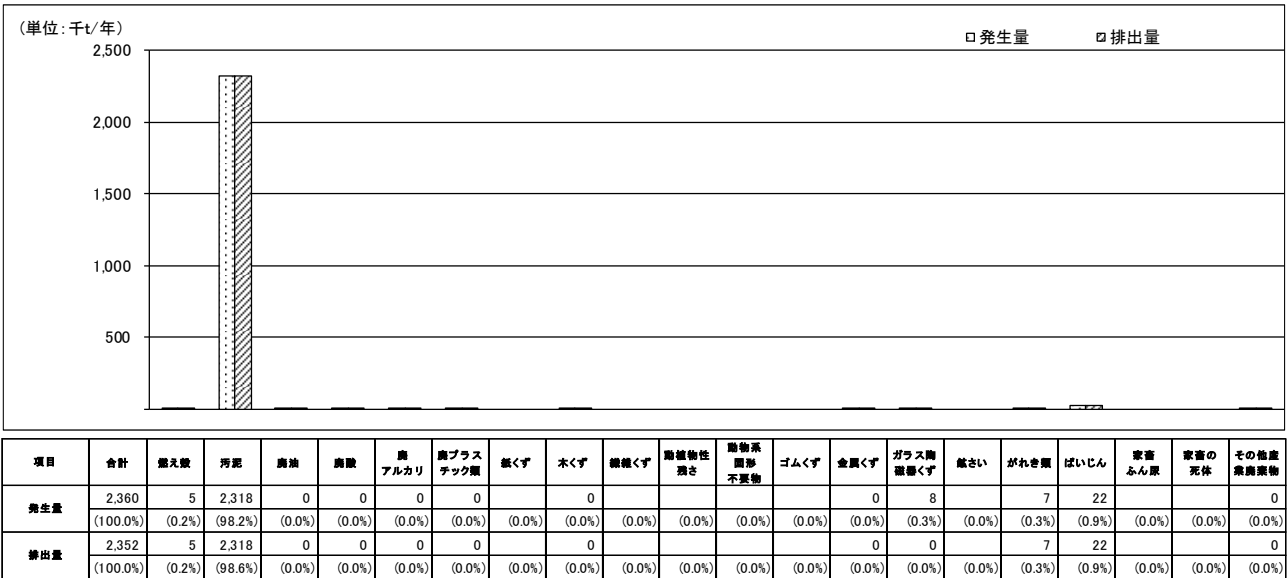 (単位:千t/年)
□発生量 ▨排出量
2,500
2,000
1,500
1,000
500
項目 合計 燃え殻 汚泥 廃油 廃酸 廃アルカリ 廃プラスチック類 紙くず 木くず 繊維くず 動植物性残さ 動物系固形不要物 ゴムくず 金属くず ガラス陶磁器くず 鉱さい がれき類 ばいじん 家畜ふん尿 家畜の死体 その他産業廃棄物
発生量 2,360 5 2,318 0 0 0 0 0 0 8 7 22 0
(100.0%) (0.2%) (98.2%) (0.0%) (0.0%) (0.0%) (0.0%) (0.0%) (0.0%) (0.0%) (0.0%) (0.0%) (0.0%) (0.0%) (0.3%) (0.0%) (0.3%) (0.9%) (0.0%) (0.0%) (0.0%)
排出量 2,352 5 2,318 0 0 0 0 0 0 0 7 22 0
(100.0%) (0.2%) (98.6%) (0.0%) (0.0%) (0.0%) (0.0%) (0.0%) (0.0%) (0.0%) (0.0%) (0.0%) (0.0%) (0.0%) (0.0%) (0.0%) (0.3%) (0.9%) (0.0%) (0.0%) (0.0%)